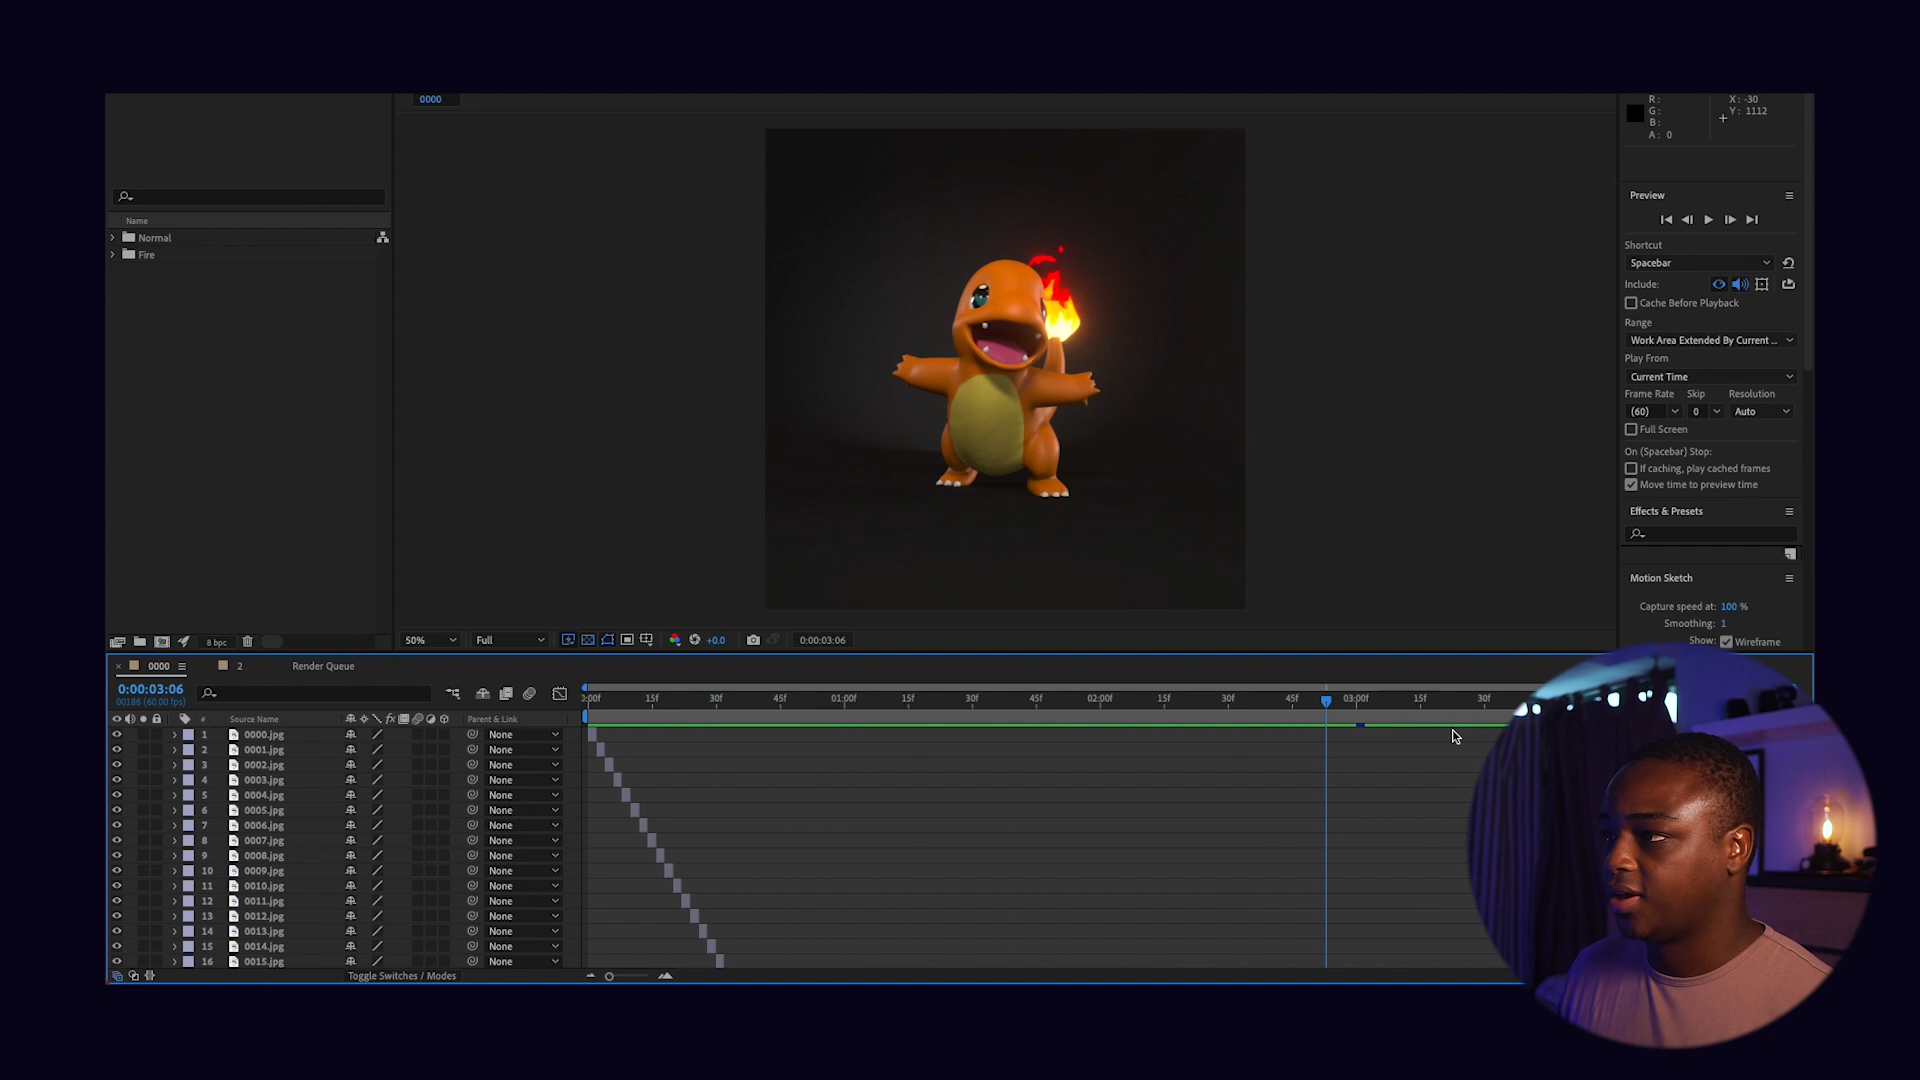 0000
R :
G :
B :
A : 0
X : -30
Y : 1112
Name
Normal
Fire
Preview
Shortcut
Spacebar
Include:
Cache Before Playback
Range
Work Area Extended By Current ...
Play From
Current Time
Frame Rate Skip Resolution
(60) 0 Auto
Full Screen
On (Spacebar) Stop:
If caching, play cached frames
Move time to preview time
Effects & Presets
Motion Sketch
Capture speed at: 100 %
Smoothing: 1
Show: Wireframe
8 bpc
50% Full +0.0 0:00:03:06
0000 2 Render Queue
0:00:03:06
00186 (60.00 fps)
:00f 15f 30f 45f 01:00f 15f 30f 45f 02:00f 15f 30f 45f 03:00f 15f 30f
# Source Name fx Parent & Link
1 0000.jpg None
2 0001.jpg None
3 0002.jpg None
4 0003.jpg None
5 0004.jpg None
6 0005.jpg None
7 0006.jpg None
8 0007.jpg None
9 0008.jpg None
10 0009.jpg None
11 0010.jpg None
12 0011.jpg None
13 0012.jpg None
14 0013.jpg None
15 0014.jpg None
16 0015.jpg None
Toggle Switches / Modes